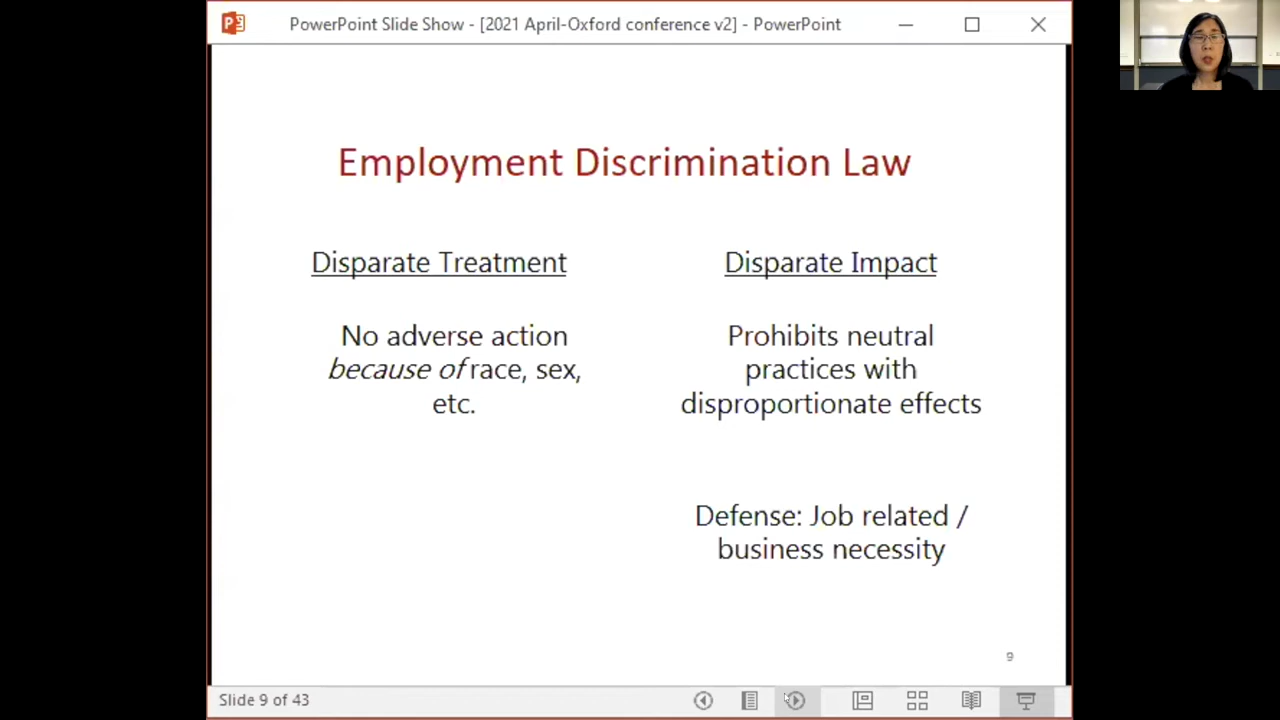 PowerPoint Slide Show - [2021 April-Oxford conference v2] - PowerPoint
Employment Discrimination Law
Disparate Treatment
No adverse action
because of race, sex,
etc.
Disparate Impact
Prohibits neutral
practices with
disproportionate effects
Defense: Job related /
business necessity
9
Slide 9 of 43